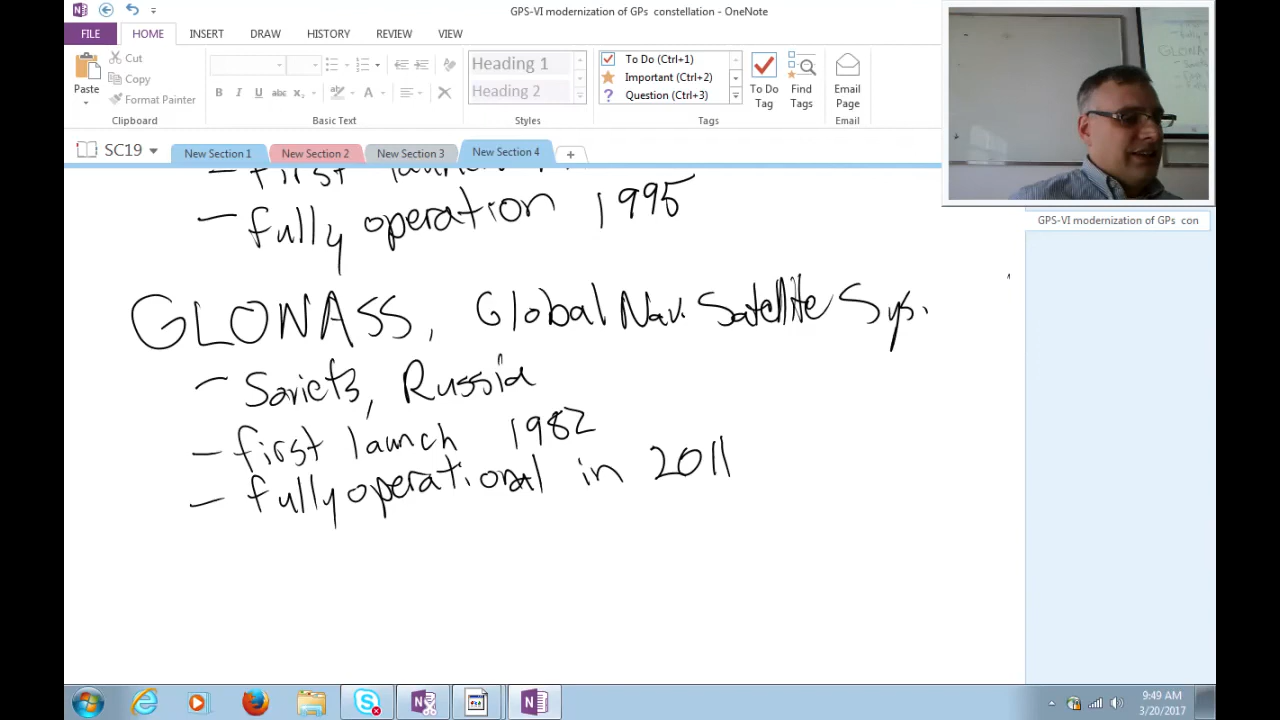 GPS-VI modernization of GPs constellation - OneNote
FILE HOME INSERT DRAW HISTORY REVIEW VIEW
Paste
Cut
Copy
Format Painter
Clipboard
B I U abc
Basic Text
Heading 1
Heading 2
Styles
To Do (Ctrl+1)
Important (Ctrl+2)
Question (Ctrl+3)
To Do Tag
Find Tags
Tags
Email Page
Email
SC19 New Section 1 New Section 2 New Section 3 New Section 4
GPS-VI modernization of GPs con
- first launch
- fully operation 1995
GLONASS, Global Nav. Satellite Sys.
- Soviets, Russia
- first launch 1982
- fully operational in 2011
9:49 AM
3/20/2017